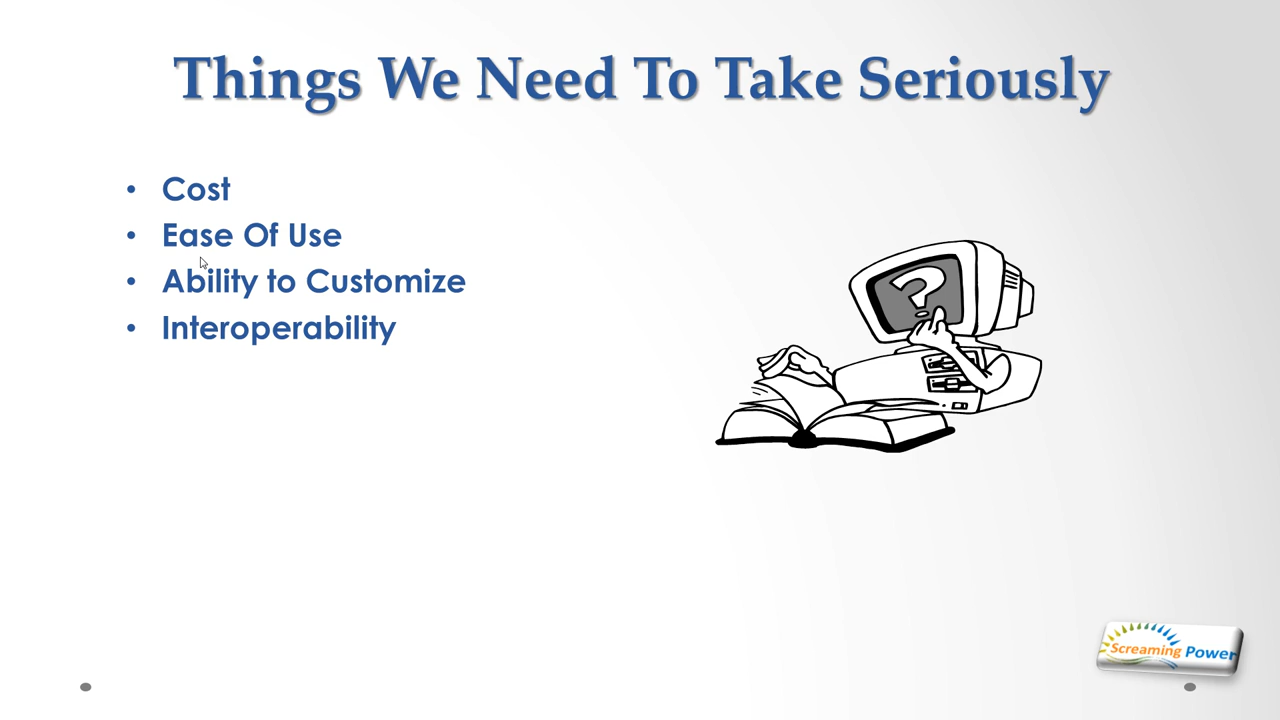 Things We Need To Take Seriously
• Cost
• Ease Of Use
• Ability to Customize
• Interoperability
?
Screaming Power